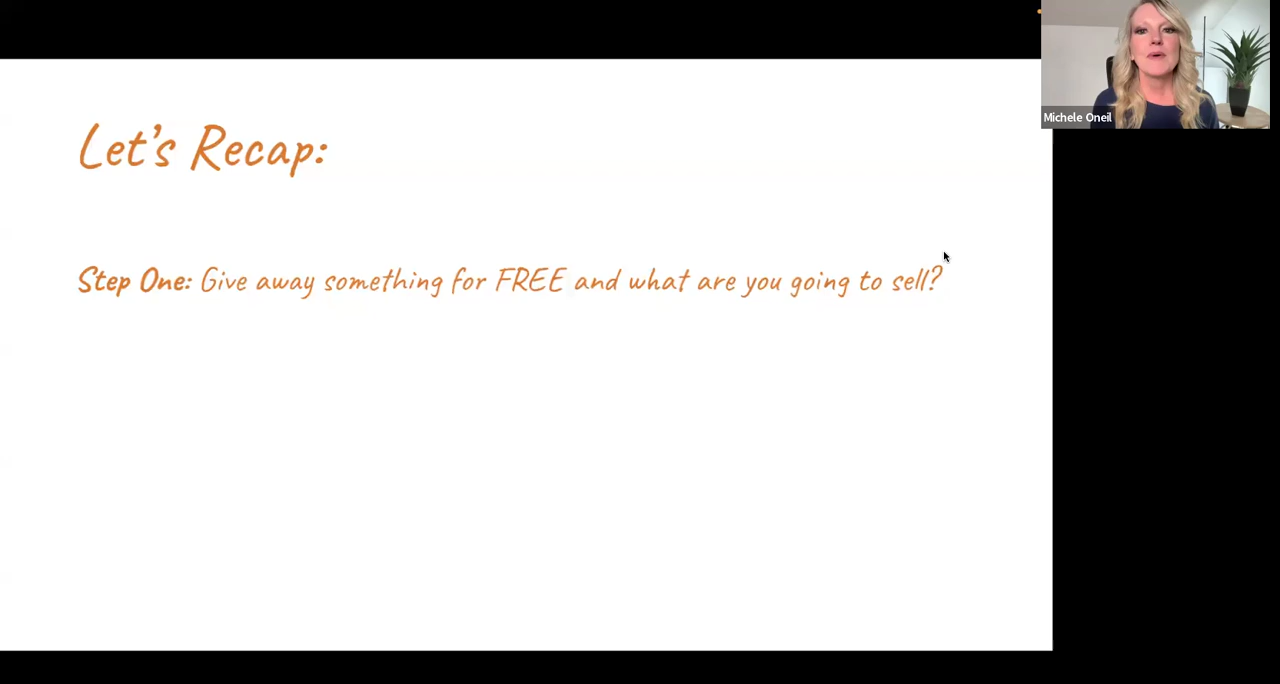 Michele Oneil
Let's Recap:
Step One: Give away something for FREE and what are you going to sell?